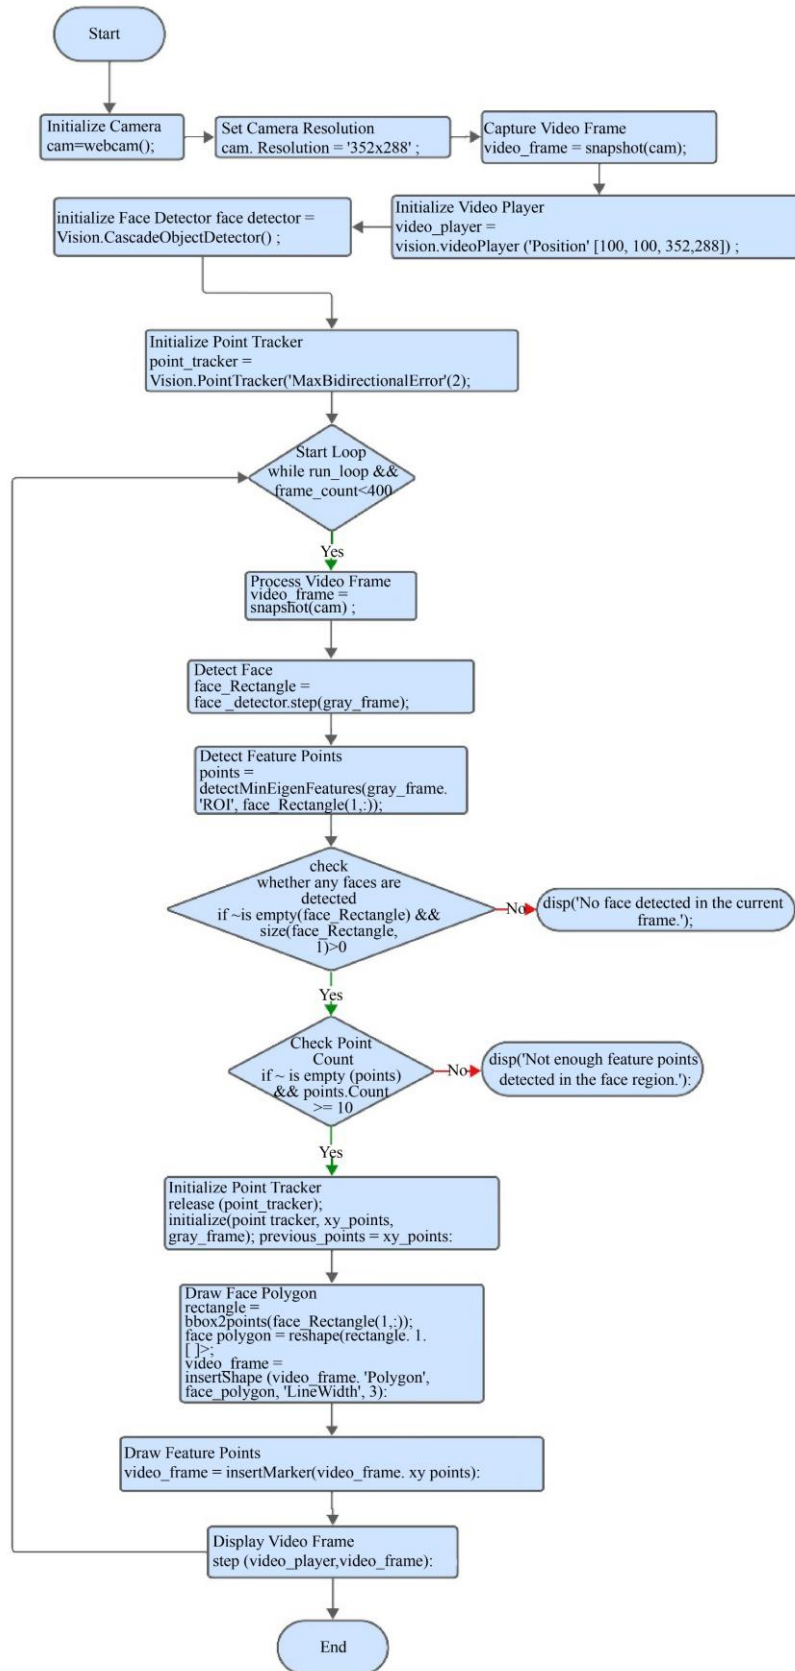 Start
Initialize Camera
cam=webcam();
Set Camera Resolution
cam. Resolution = '352x288' ;
Capture Video Frame
video_frame = snapshot(cam);
Initialize Video Player
video_player =
vision.videoPlayer ('Position' [100, 100, 352,288]) ;
initialize Face Detector face detector =
Vision.CascadeObjectDetector() ;
Initialize Point Tracker
point_tracker =
Vision.PointTracker('MaxBidirectionalError'(2);
Start Loop
while run_loop &&
frame_count<400
Yes
Process Video Frame
video_frame =
snapshot(cam) ;
Detect Face
face_Rectangle =
face _detector.step(gray_frame);
Detect Feature Points
points =
detectMinEigenFeatures(gray_frame.
'ROI', face_Rectangle(1,:));
check
whether any faces are
detected
if ~is empty(face_Rectangle) &&
size(face_Rectangle,
1)>0
No
disp('No face detected in the current
frame.');
Yes
Check Point
Count
if ~ is empty (points)
&& points.Count
>= 10
No
disp('Not enough feature points
detected in the face region.'):
Yes
Initialize Point Tracker
release (point_tracker);
initialize(point tracker, xy_points,
gray_frame); previous_points = xy_points:
Draw Face Polygon
rectangle =
bbox2points(face_Rectangle(1,:));
face polygon = reshape(rectangle. 1.
[ ]>;
video_frame =
insertShape (video_frame. 'Polygon',
face_polygon, 'LineWidth', 3):
Draw Feature Points
video_frame = insertMarker(video_frame. xy points):
Display Video Frame
step (video_player,video_frame):
End